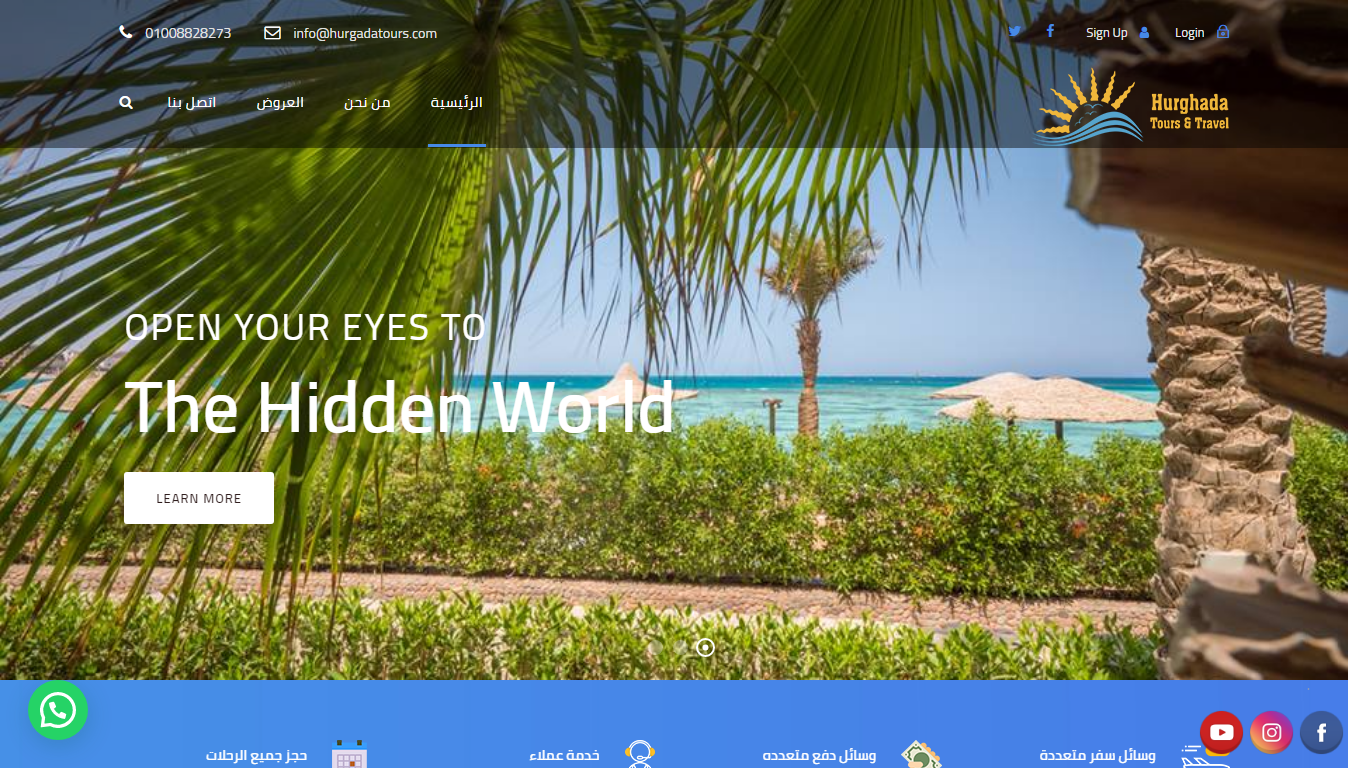 01008828273
info@hurgadatours.com
Sign Up
Login
الرئيسية
من نحن
العروض
اتصل بنا
Hurghada
Tours & Travel
OPEN YOUR EYES TO
The Hidden World
LEARN MORE
وسائل سفر متعددة
وسائل دفع متعدده
خدمة عملاء
حجز جميع الرحلات